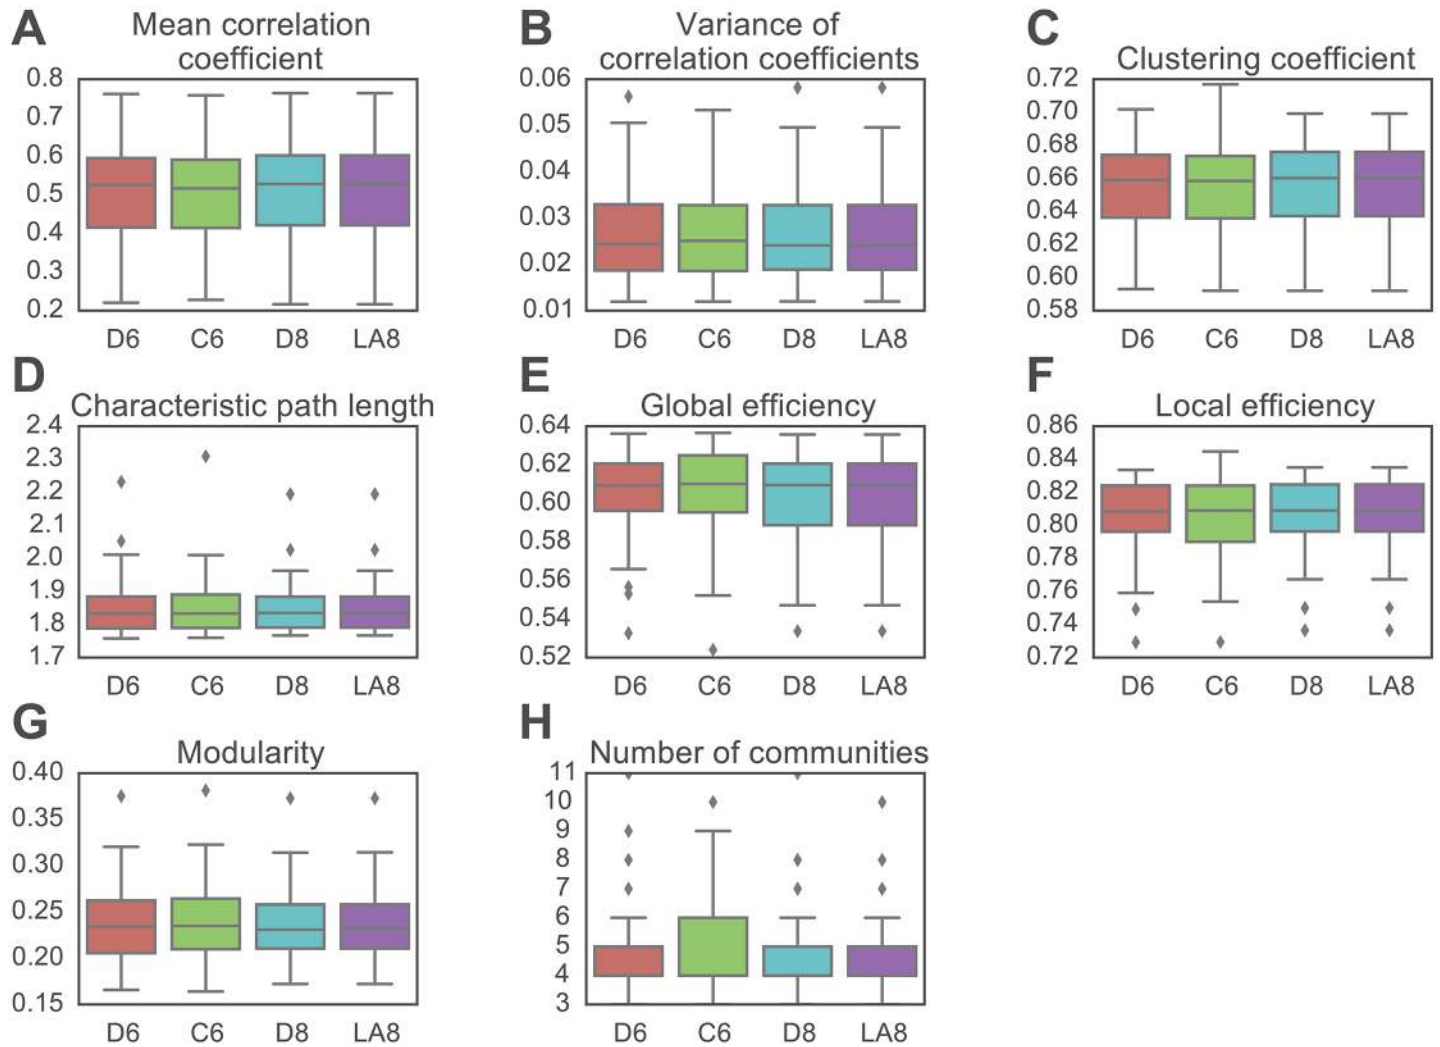 A
Mean correlation
coefficient
0.8
0.7
0.6
0.5
0.4
0.3
0.2
D6 C6 D8 LA8
B
Variance of
correlation coefficients
0.06
0.05
0.04
0.03
0.02
0.01
D6 C6 D8 LA8
C
Clustering coefficient
0.72
0.70
0.68
0.66
0.64
0.62
0.60
0.58
D6 C6 D8 LA8
D
Characteristic path length
2.4
2.3
2.2
2.1
2.0
1.9
1.8
1.7
D6 C6 D8 LA8
E
Global efficiency
0.64
0.62
0.60
0.58
0.56
0.54
0.52
D6 C6 D8 LA8
F
Local efficiency
0.86
0.84
0.82
0.80
0.78
0.76
0.74
0.72
D6 C6 D8 LA8
G
Modularity
0.40
0.35
0.30
0.25
0.20
0.15
D6 C6 D8 LA8
H
Number of communities
11
10
9
8
7
6
5
4
3
D6 C6 D8 LA8